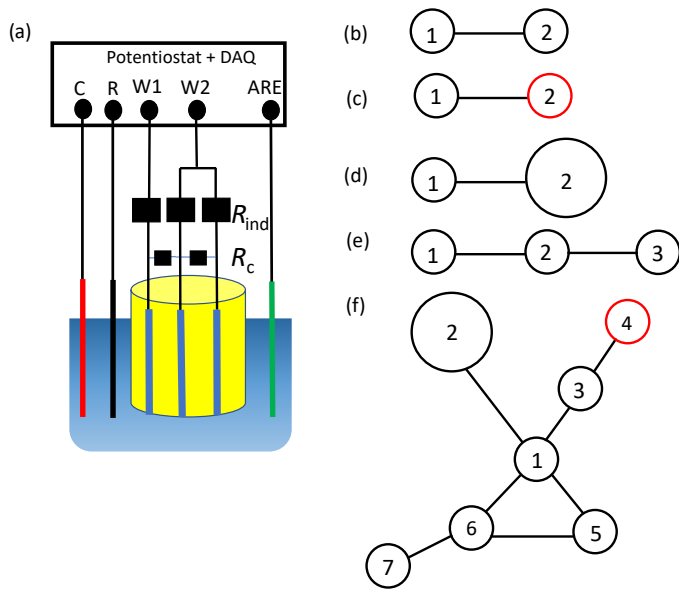 (a)
Potentiostat + DAQ
C R W1 W2 ARE
Rind
Rc
(b)
1 2
(c)
1 2
(d)
1 2
(e)
1 2 3
(f)
2
4
3
1
6
5
7